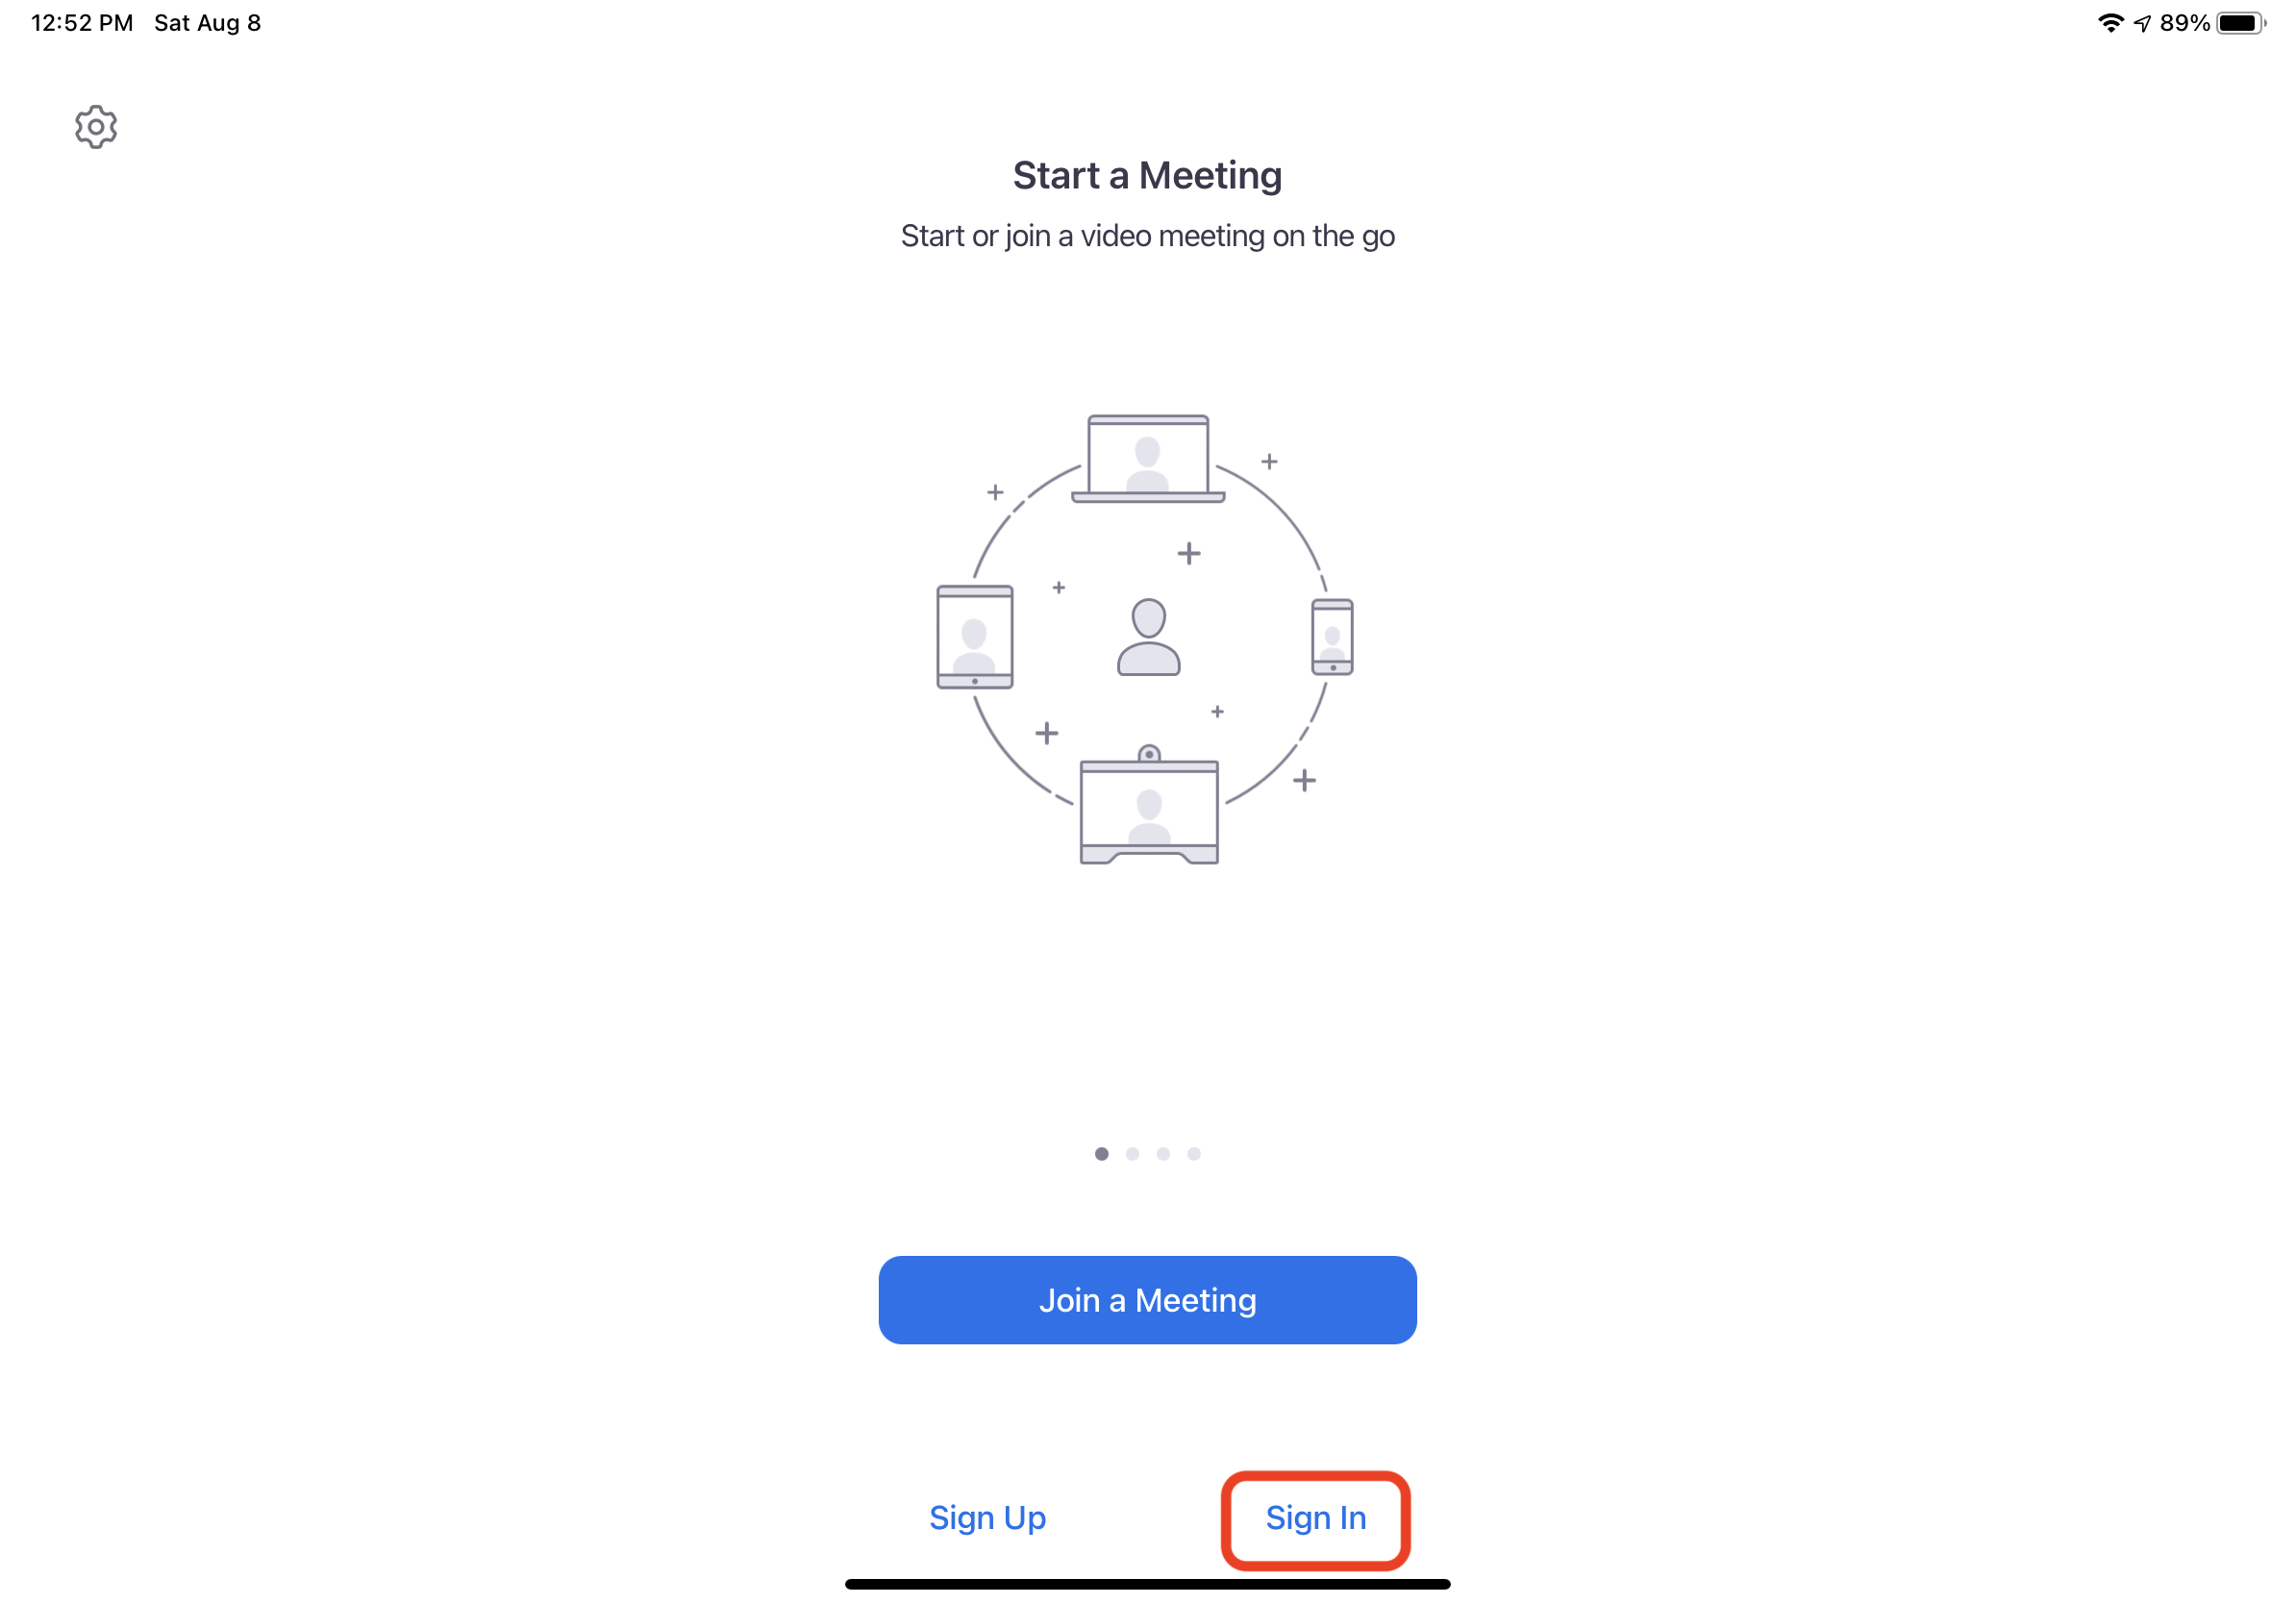 12:52 PM Sat Aug 8 89%
Start a Meeting
Start or join a video meeting on the go
Join a Meeting
Sign Up Sign In